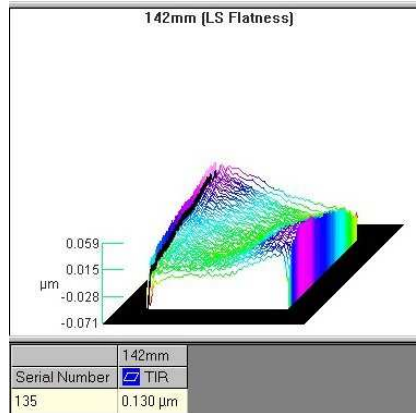 142mm (LS Flatness)
0.059
0.015
µm
-0.028
-0.071
142mm
Serial Number TIR
135 0.130 µm